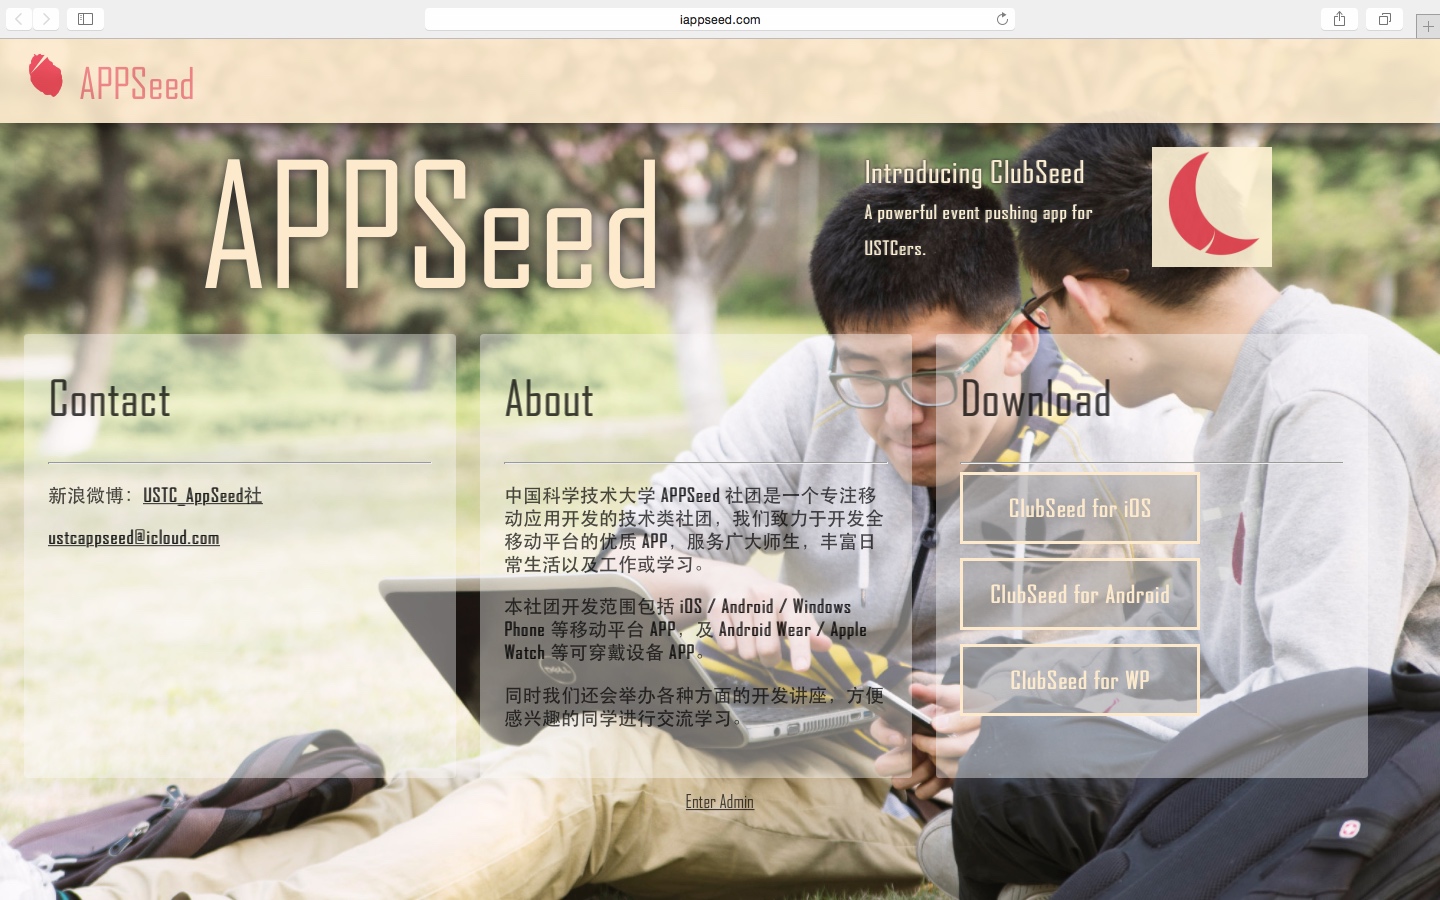 iappseed.com
APPSeed
APPSeed
Introducing ClubSeed
A powerful event pushing app for
USTCers.
Contact
新浪微博：USTC_AppSeed社
ustcappseed@icloud.com
About
中国科学技术大学 APPSeed 社团是一个专注移
动应用开发的技术类社团，我们致力于开发全
移动平台的优质 APP，服务广大师生，丰富日
常生活以及工作或学习。
本社团开发范围包括 iOS / Android / Windows
Phone 等移动平台 APP，及 Android Wear / Apple
Watch 等可穿戴设备 APP。
同时我们还会举办各种方面的开发讲座，方便
感兴趣的同学进行交流学习。
Download
ClubSeed for iOS
ClubSeed for Android
ClubSeed for WP
Enter Admin